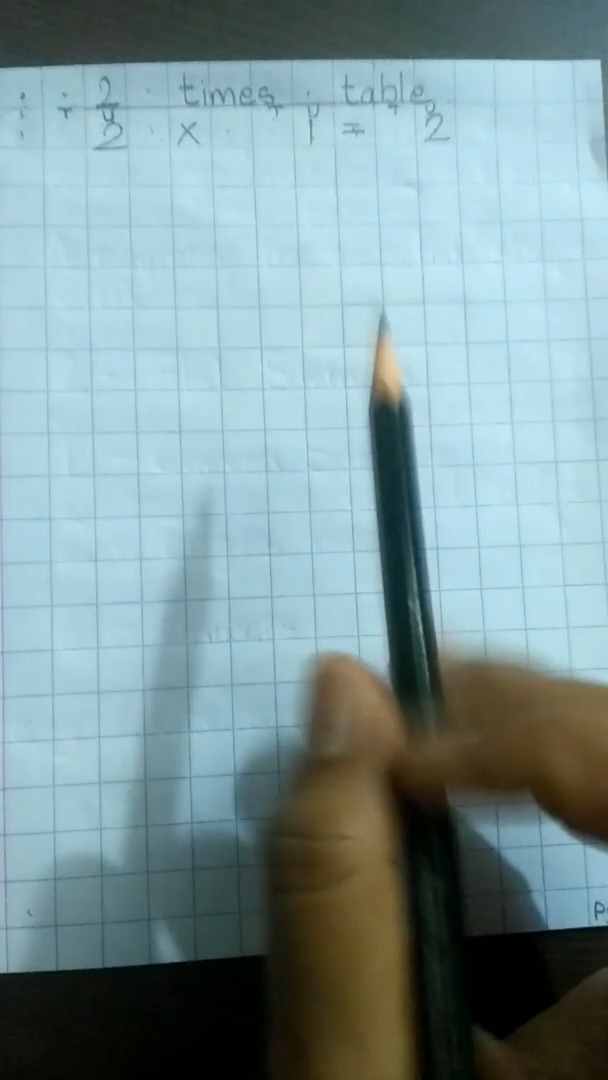 2 times table
2 x 1 = 2